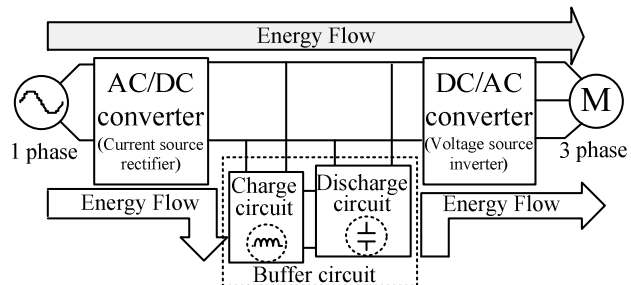 Energy Flow
AC/DC
converter
(Current source
rectifier)
DC/AC
converter
(Voltage source
inverter)
M
1 phase
3 phase
Energy Flow
Charge
circuit
Discharge
circuit
Energy Flow
Buffer circuit